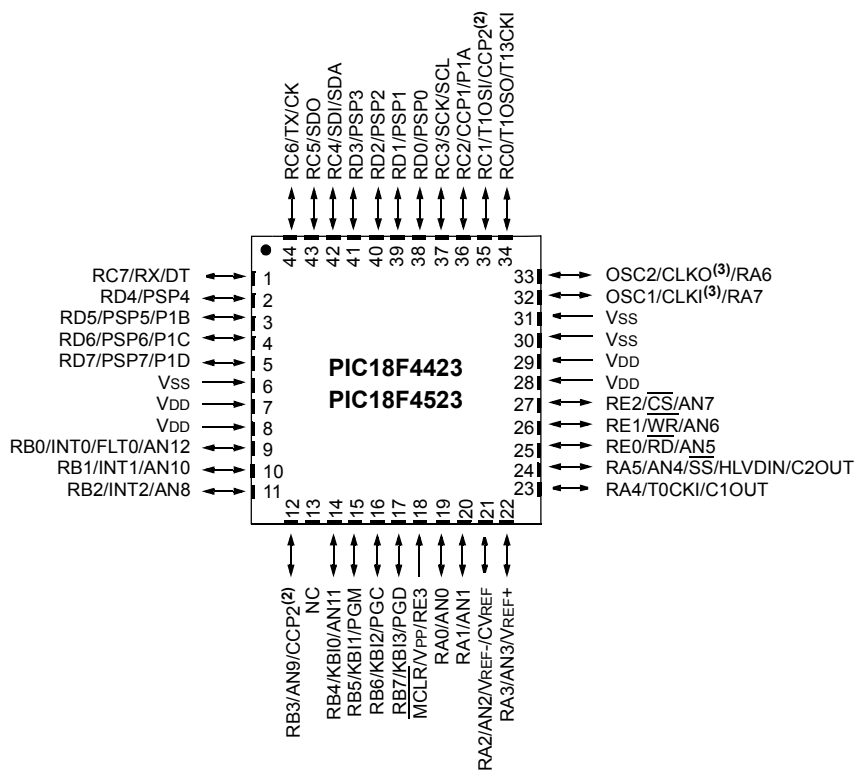 RC6/TX/CK
RC5/SDO
RC4/SDI/SDA
RD3/PSP3
RD2/PSP2
RD1/PSP1
RD0/PSP0
RC3/SCK/SCL
RC2/CCP1/P1A
RC1/T1OSI/CCP2(2)
RC0/T1OSO/T13CKI
44
43
42
41
40
39
38
37
36
35
34
RC7/RX/DT
RD4/PSP4
RD5/PSP5/P1B
RD6/PSP6/P1C
RD7/PSP7/P1D
VSS
VDD
VDD
RB0/INT0/FLT0/AN12
RB1/INT1/AN10
RB2/INT2/AN8
1
2
3
4
5
6
7
8
9
10
11
PIC18F4423
PIC18F4523
33
32
31
30
29
28
27
26
25
24
23
OSC2/CLKO(3)/RA6
OSC1/CLKI(3)/RA7
VSS
VSS
VDD
VDD
RE2/CS/AN7
RE1/WR/AN6
RE0/RD/AN5
RA5/AN4/SS/HLVDIN/C2OUT
RA4/T0CKI/C1OUT
12
13
14
15
16
17
18
19
20
21
22
RB3/AN9/CCP2(2)
NC
RB4/KBI0/AN11
RB5/KBI1/PGM
RB6/KBI2/PGC
RB7/KBI3/PGD
MCLR/VPP/RE3
RA0/AN0
RA1/AN1
RA2/AN2/VREF-/CVREF
RA3/AN3/VREF+